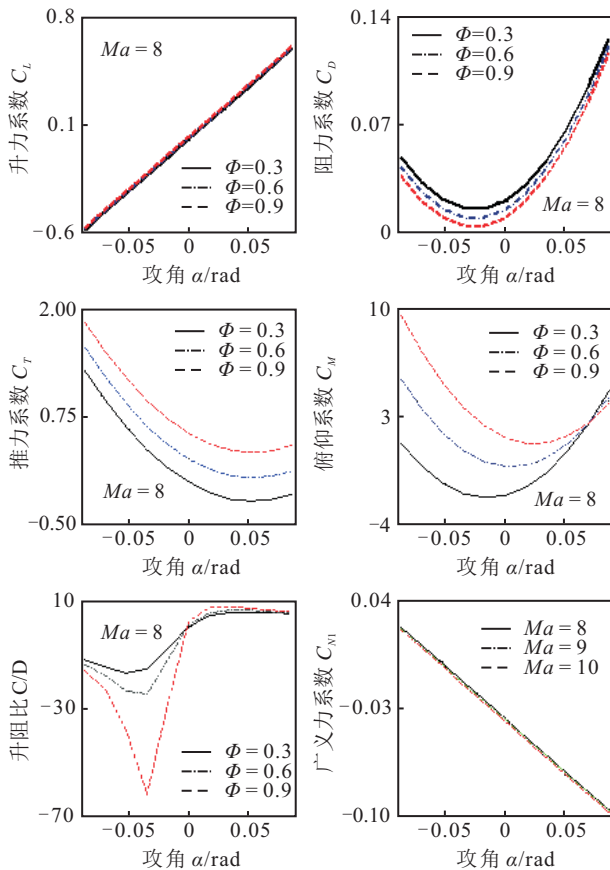 0.8
Ma = 8
升力系数 C_L
0.1
Φ=0.3
Φ=0.6
Φ=0.9
−0.6
−0.05 0 0.05
攻角 α/rad
0.14
Φ=0.3
Φ=0.6
Φ=0.9
阻力系数 C_D
0.07
Ma = 8
0
−0.05 0 0.05
攻角 α/rad
2.00
Φ = 0.3
Φ = 0.6
Φ = 0.9
推力系数 C_T
0.75
Ma = 8
−0.50
−0.05 0 0.05
攻角 α/rad
10
Φ = 0.3
Φ = 0.6
Φ = 0.9
俯仰系数 C_M
3
Ma = 8
−4
−0.05 0 0.05
攻角 α/rad
10
Ma = 8
升阻比 C/D
−30
Φ = 0.3
Φ = 0.6
Φ = 0.9
−70
−0.05 0 0.05
攻角 α/rad
0.04
Ma = 8
Ma = 9
Ma = 10
广义力系数 C_N1
−0.03
−0.10
−0.05 0 0.05
攻角 α/rad